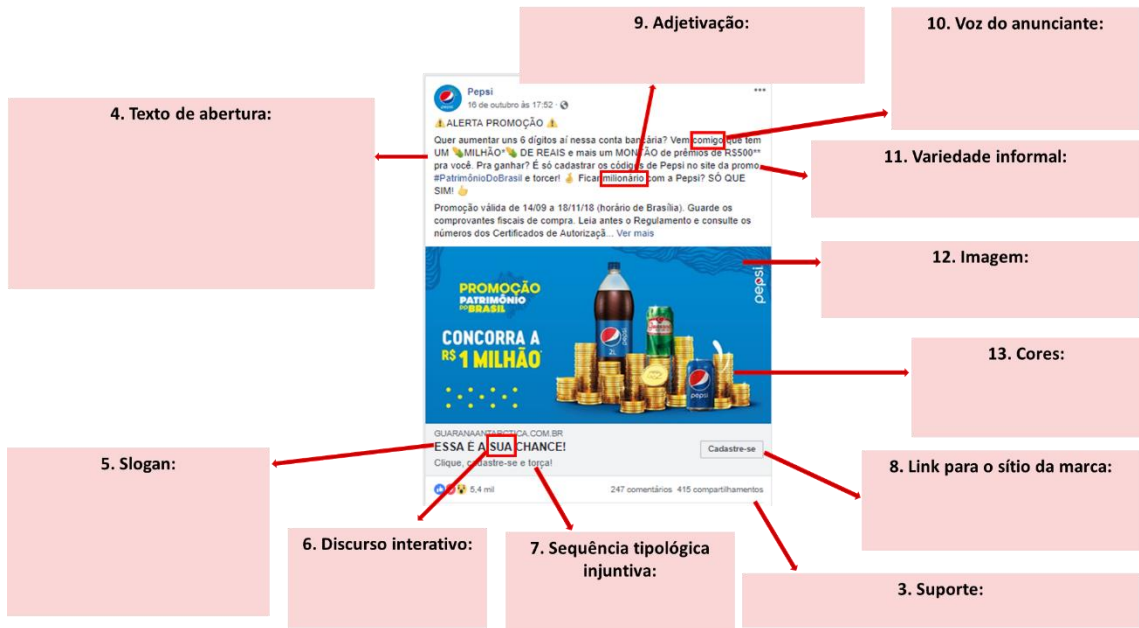 9. Adjetivação:
10. Voz do anunciante:
4. Texto de abertura:
Pepsi
16 de outubro às 17:52 ·
ALERTA PROMOÇÃO
Quer aumentar uns 6 dígitos aí nessa conta bancária? Vem comigo que tem
UM MILHÃO* DE REAIS e mais um MONTÃO de prêmios de R$500**
pra você. Pra ganhar? É só cadastrar os códigos de Pepsi no site da promo
#PatrimônioDoBrasil e torcer! Ficar milionário com a Pepsi? SÓ QUE
SIM!
Promoção válida de 14/09 a 18/11/18 (horário de Brasília). Guarde os
comprovantes fiscais de compra. Leia antes o Regulamento e consulte os
números dos Certificados de Autorizaçã... Ver mais
11. Variedade informal:
12. Imagem:
pepsi
PROMOÇÃO
PATRIMÔNIO
DO BRASIL
CONCORRA A
R$ 1 MILHÃO*
2L
pepsi
pepsi
13. Cores:
GUARANAANTARCTICA.COM.BR
ESSA É A SUA CHANCE!
Clique, cadastre-se e torça!
Cadastre-se
5,4 mil
247 comentários 415 compartilhamentos
5. Slogan:
8. Link para o sítio da marca:
6. Discurso interativo:
7. Sequência tipológica
injuntiva:
3. Suporte: